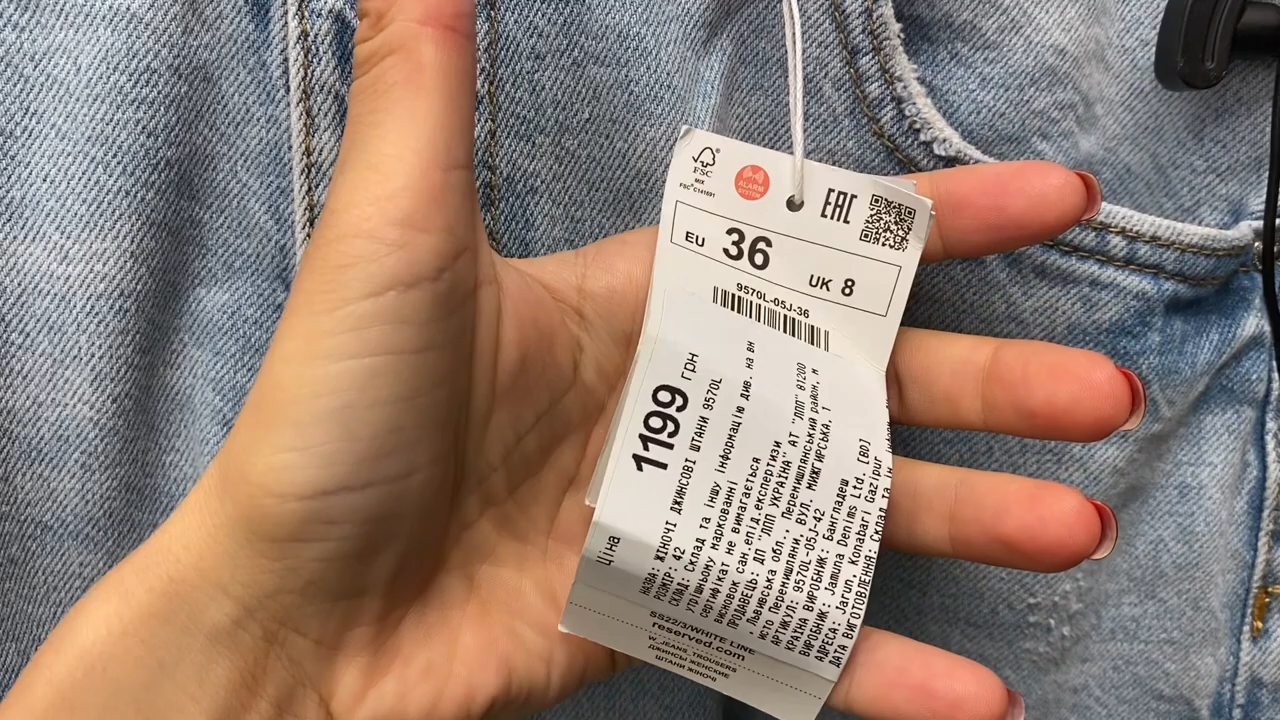 FSC®
MIX
FSC® C141691
ALARM
SYSTEM
EAC
EU 36 UK 8
9570L-05J-36
Ціна
1199 грн
НАЗВА: ЖІНОЧІ ДЖИНСОВІ ШТАНИ 9570L
РОЗМІР: 42
СКЛАД: Склад та іншу інформацію див. на вн
утрішньому маркованні
сертифікат не вимагається
висновок сан.епід.експертизи
ПРОДАВЕЦЬ: ДП "ЛПП УКРАЇНА" АТ "ЛПП" 81200
, Львівська обл., Перемишлянський район, м
істо Перемишляни, ВУЛ. МИЖГИРСЬКА, 1
АРТИКУЛ: 9570L-05J-42
КРАЇНА ВИРОБНИК: Бангладеш
ВИРОБНИК: Jamuna Denims Ltd. [BD]
АДРЕСА: Jarun, Konabari Gazipur
ДАТА ВИГОТОВЛЕННЯ: Склад та ін
SS22/3/WHITE LINE
reserved.com
W_JEANS_TROUSERS
ДЖИНСЫ ЖЕНСКИЕ
ШТАНИ ЖІНОЧІ